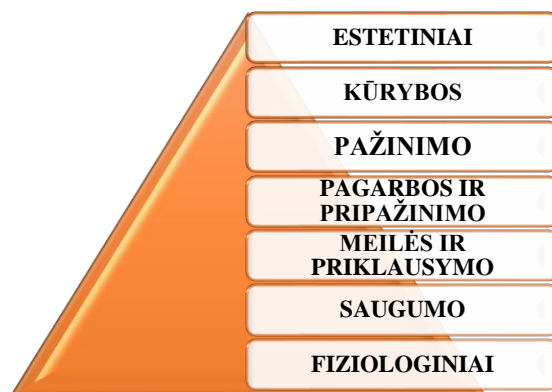 ESTETINIAI
KŪRYBOS
PAŽINIMO
PAGARBOS IR
PRIPAŽINIMO
MEILĖS IR
PRIKLAUSYMO
SAUGUMO
FIZIOLOGINIAI